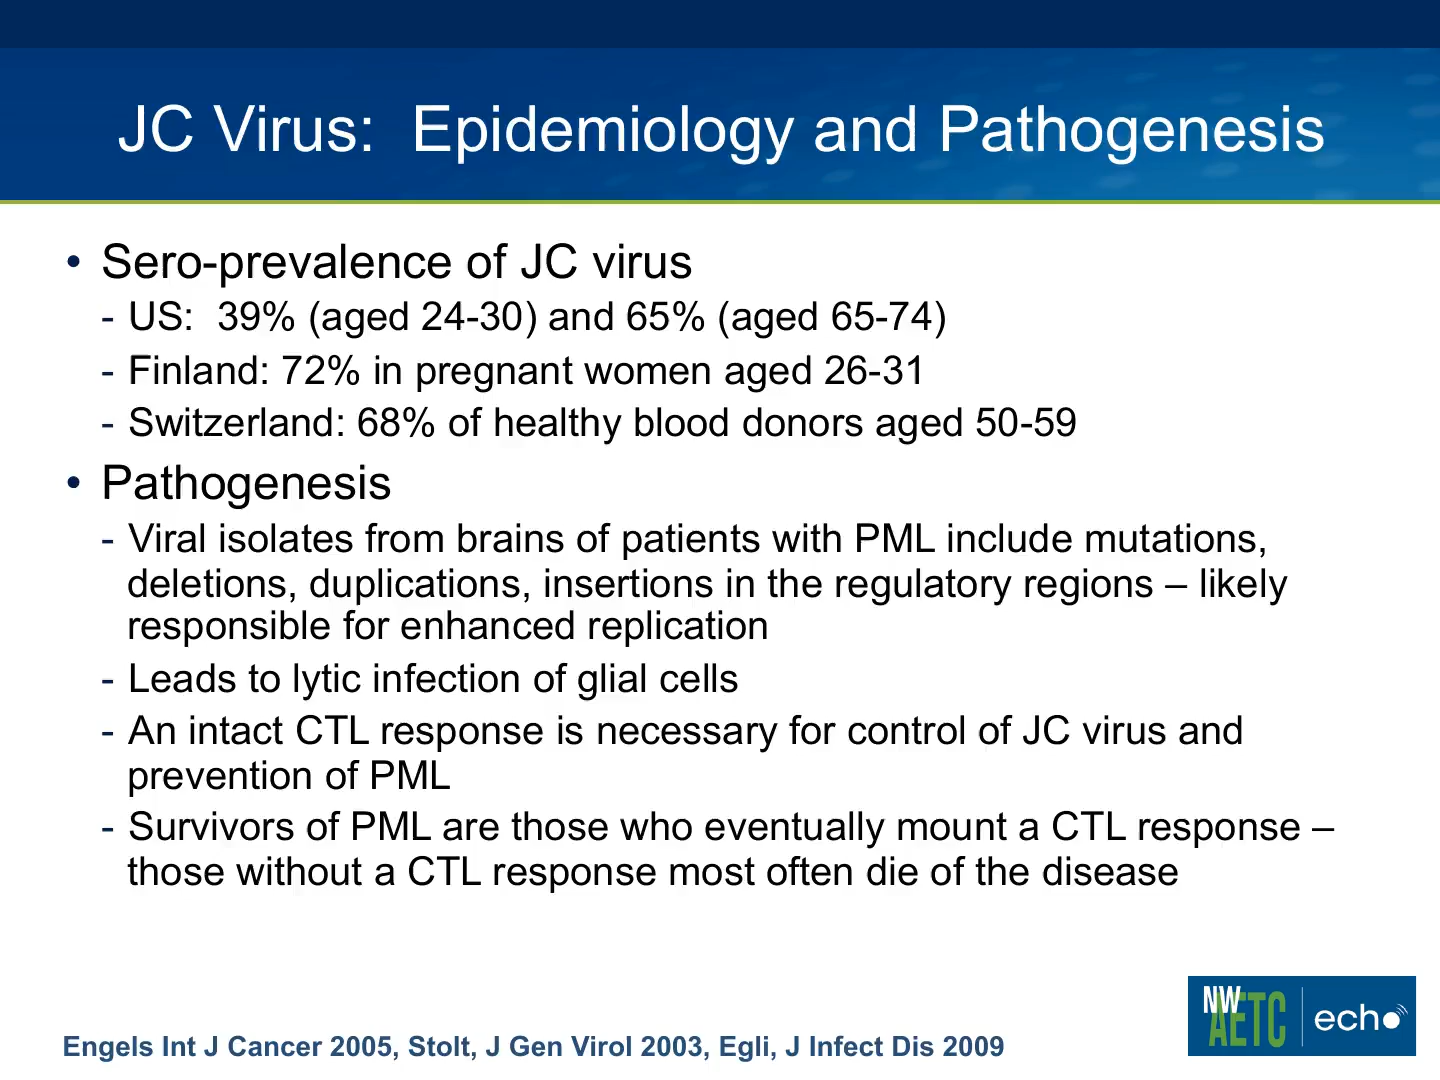 JC Virus:  Epidemiology and Pathogenesis
• Sero-prevalence of JC virus
- US:  39% (aged 24-30) and 65% (aged 65-74)
- Finland: 72% in pregnant women aged 26-31
- Switzerland: 68% of healthy blood donors aged 50-59
• Pathogenesis
- Viral isolates from brains of patients with PML include mutations,
deletions, duplications, insertions in the regulatory regions – likely
responsible for enhanced replication
- Leads to lytic infection of glial cells
- An intact CTL response is necessary for control of JC virus and
prevention of PML
- Survivors of PML are those who eventually mount a CTL response –
those without a CTL response most often die of the disease
NW AETC echo
Engels Int J Cancer 2005, Stolt, J Gen Virol 2003, Egli, J Infect Dis 2009